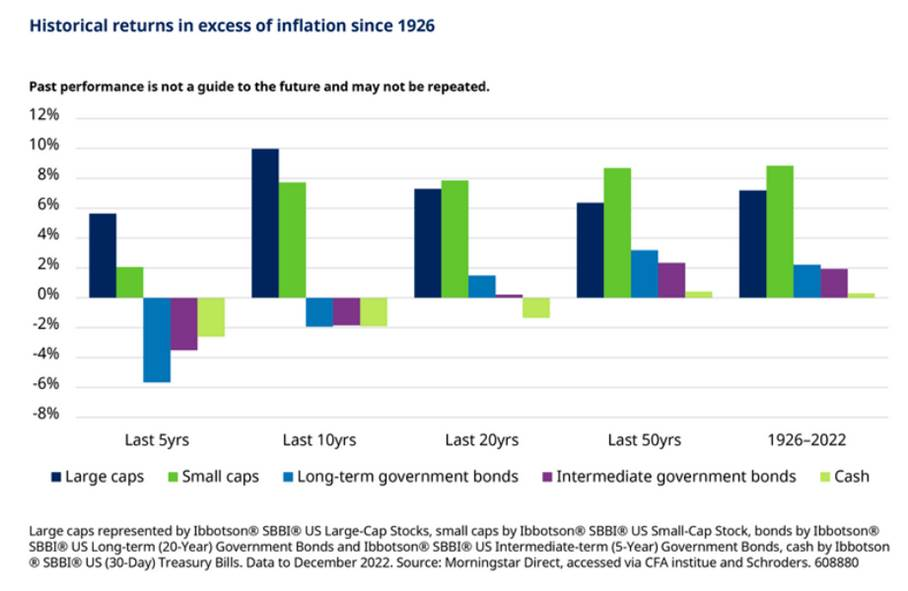 Historical returns in excess of inflation since 1926
Past performance is not a guide to the future and may not be repeated.
12%
10%
8%
6%
4%
2%
0%
-2%
-4%
-6%
-8%
Last 5yrs Last 10yrs Last 20yrs Last 50yrs 1926–2022
Large caps Small caps Long-term government bonds Intermediate government bonds Cash
Large caps represented by Ibbotson® SBBI® US Large-Cap Stocks, small caps by Ibbotson® SBBI® US Small-Cap Stock, bonds by Ibbotson®
SBBI® US Long-term (20-Year) Government Bonds and Ibbotson® SBBI® US Intermediate-term (5-Year) Government Bonds, cash by Ibbotson
® SBBI® US (30-Day) Treasury Bills. Data to December 2022. Source: Morningstar Direct, accessed via CFA institue and Schroders. 608880